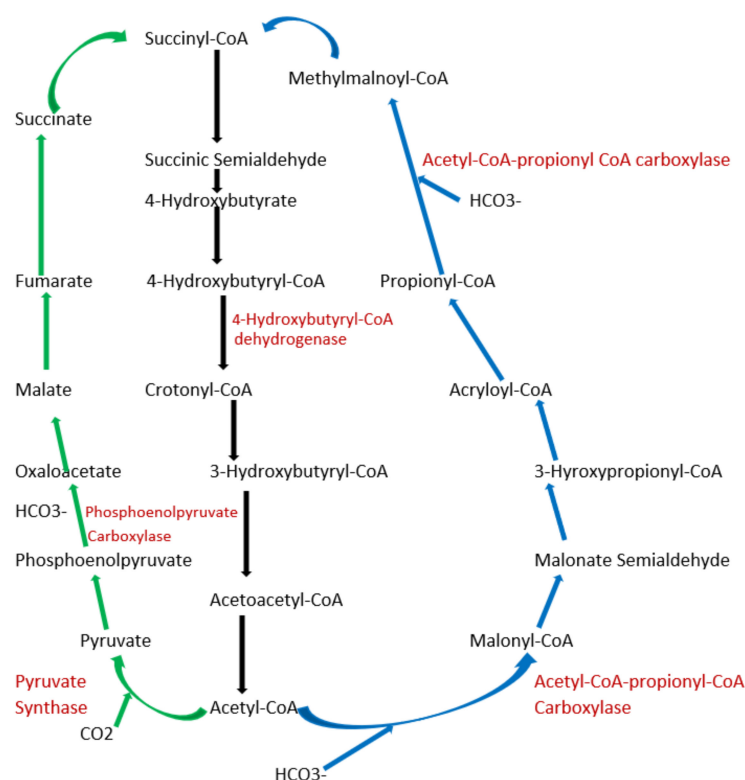 Succinyl-CoA
Methylmalnoyl-CoA
Succinate
Succinic Semialdehyde
Acetyl-CoA-propionyl CoA carboxylase
4-Hydroxybutyrate
HCO3-
Fumarate
4-Hydroxybutyryl-CoA
Propionyl-CoA
4-Hydroxybutyryl-CoA
dehydrogenase
Malate
Crotonyl-CoA
Acryloyl-CoA
Oxaloacetate
3-Hydroxybutyryl-CoA
3-Hyroxypropionyl-CoA
HCO3-
Phosphoenolpyruvate
Carboxylase
Phosphoenolpyruvate
Malonate Semialdehyde
Acetoacetyl-CoA
Pyruvate
Malonyl-CoA
Pyruvate
Synthase
Acetyl-CoA
Acetyl-CoA-propionyl-CoA
Carboxylase
CO2
HCO3-